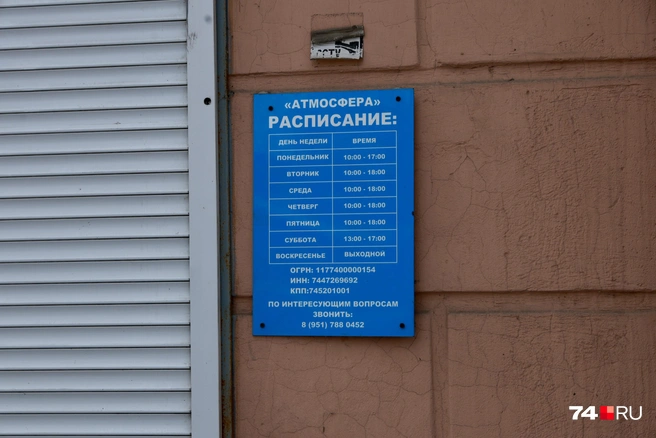 «АТМОСФЕРА»
РАСПИСАНИЕ:
ДЕНЬ НЕДЕЛИ ВРЕМЯ
ПОНЕДЕЛЬНИК 10:00 - 17:00
ВТОРНИК 10:00 - 18:00
СРЕДА 10:00 - 18:00
ЧЕТВЕРГ 10:00 - 18:00
ПЯТНИЦА 10:00 - 18:00
СУББОТА 13:00 - 17:00
ВОСКРЕСЕНЬЕ ВЫХОДНОЙ
ОГРН: 1177400000154
ИНН: 7447269692
КПП:745201001
ПО ИНТЕРЕСУЮЩИМ ВОПРОСАМ
ЗВОНИТЬ:
8 (951) 788 0452
74 RU